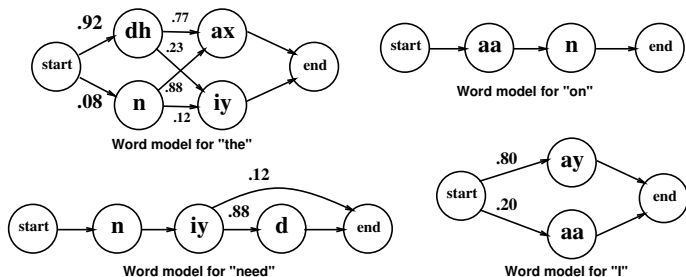 .92
dh
.77
ax
.23
start
end
.08
n
.88
iy
.12
Word model for "the"
start
aa
n
end
Word model for "on"
.12
start
n
iy
.88
d
end
Word model for "need"
.80
ay
start
end
.20
aa
Word model for "I"